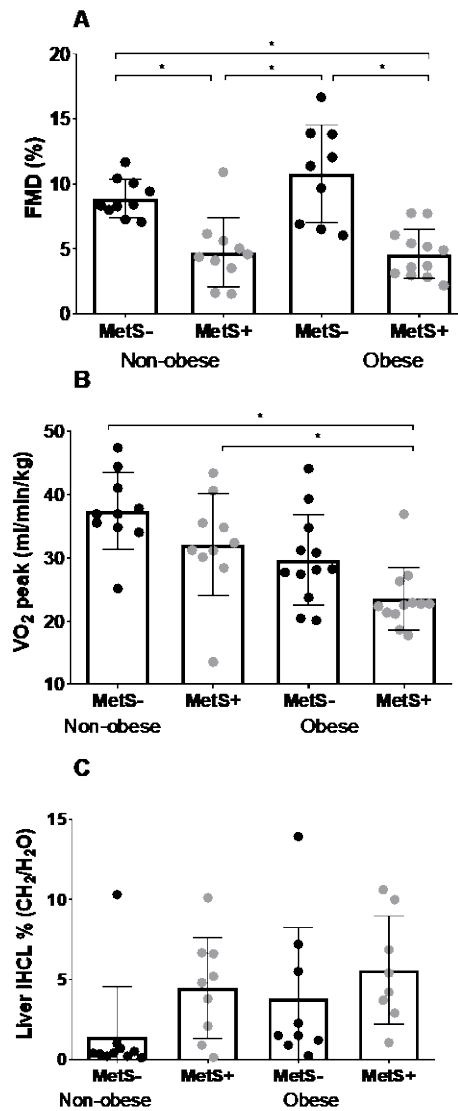 A
*
* * *
FMD (%)
20
15
10
5
0
MetS- MetS+ MetS- MetS+
Non-obese Obese
B
*
*
VO₂ peak (ml/min/kg)
50
40
30
20
10
MetS- MetS+ MetS- MetS+
Non-obese Obese
C
Liver IHCL % (CH₂/H₂O)
15
10
5
0
MetS- MetS+ MetS- MetS+
Non-obese Obese